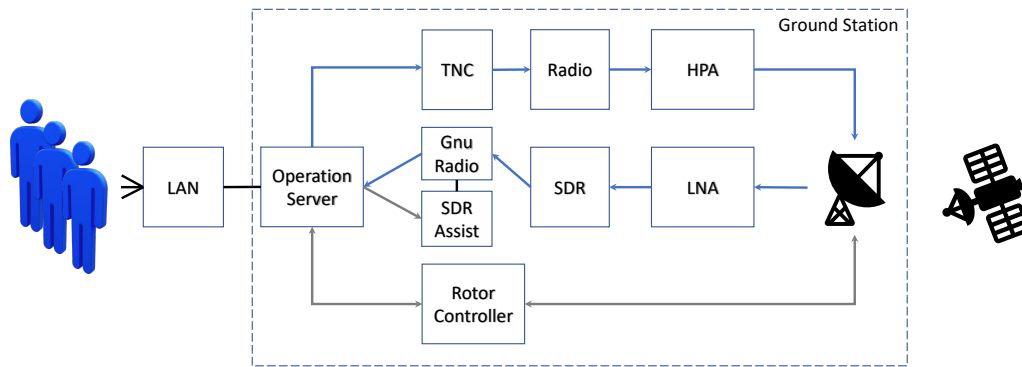 Ground Station
TNC
Radio
HPA
LAN
Operation
Server
Gnu
Radio
SDR
Assist
SDR
LNA
Rotor
Controller